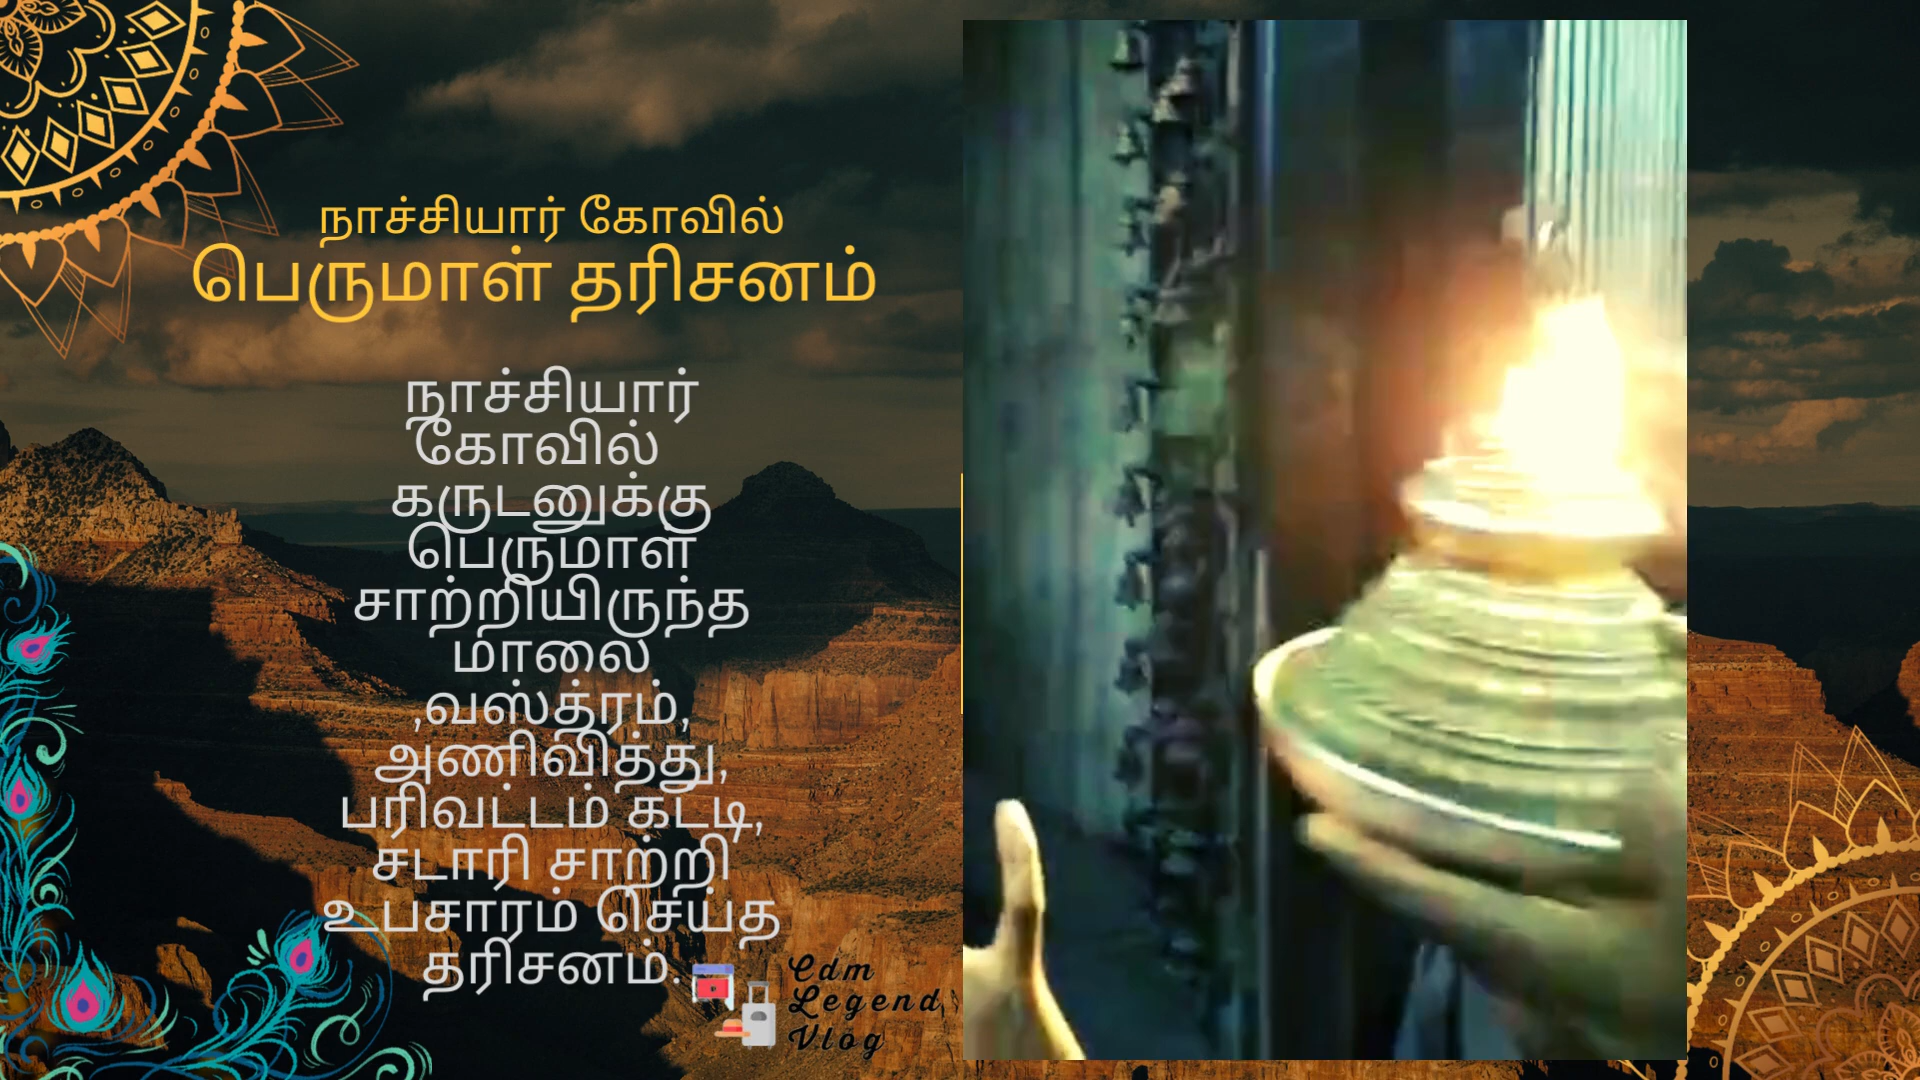 நாச்சியார் கோவில்
பெருமாள் தரிசனம்
நாச்சியார்
கோவில்
கருடனுக்கு
பெருமாள்
சாற்றியிருந்த
மாலை
,வஸ்த்ரம்,
அணிவித்து,
பரிவட்டம் கட்டி,
சடாரி சாற்றி
உபசாரம் செய்த
தரிசனம்.
Cdm
Legend
Vlog